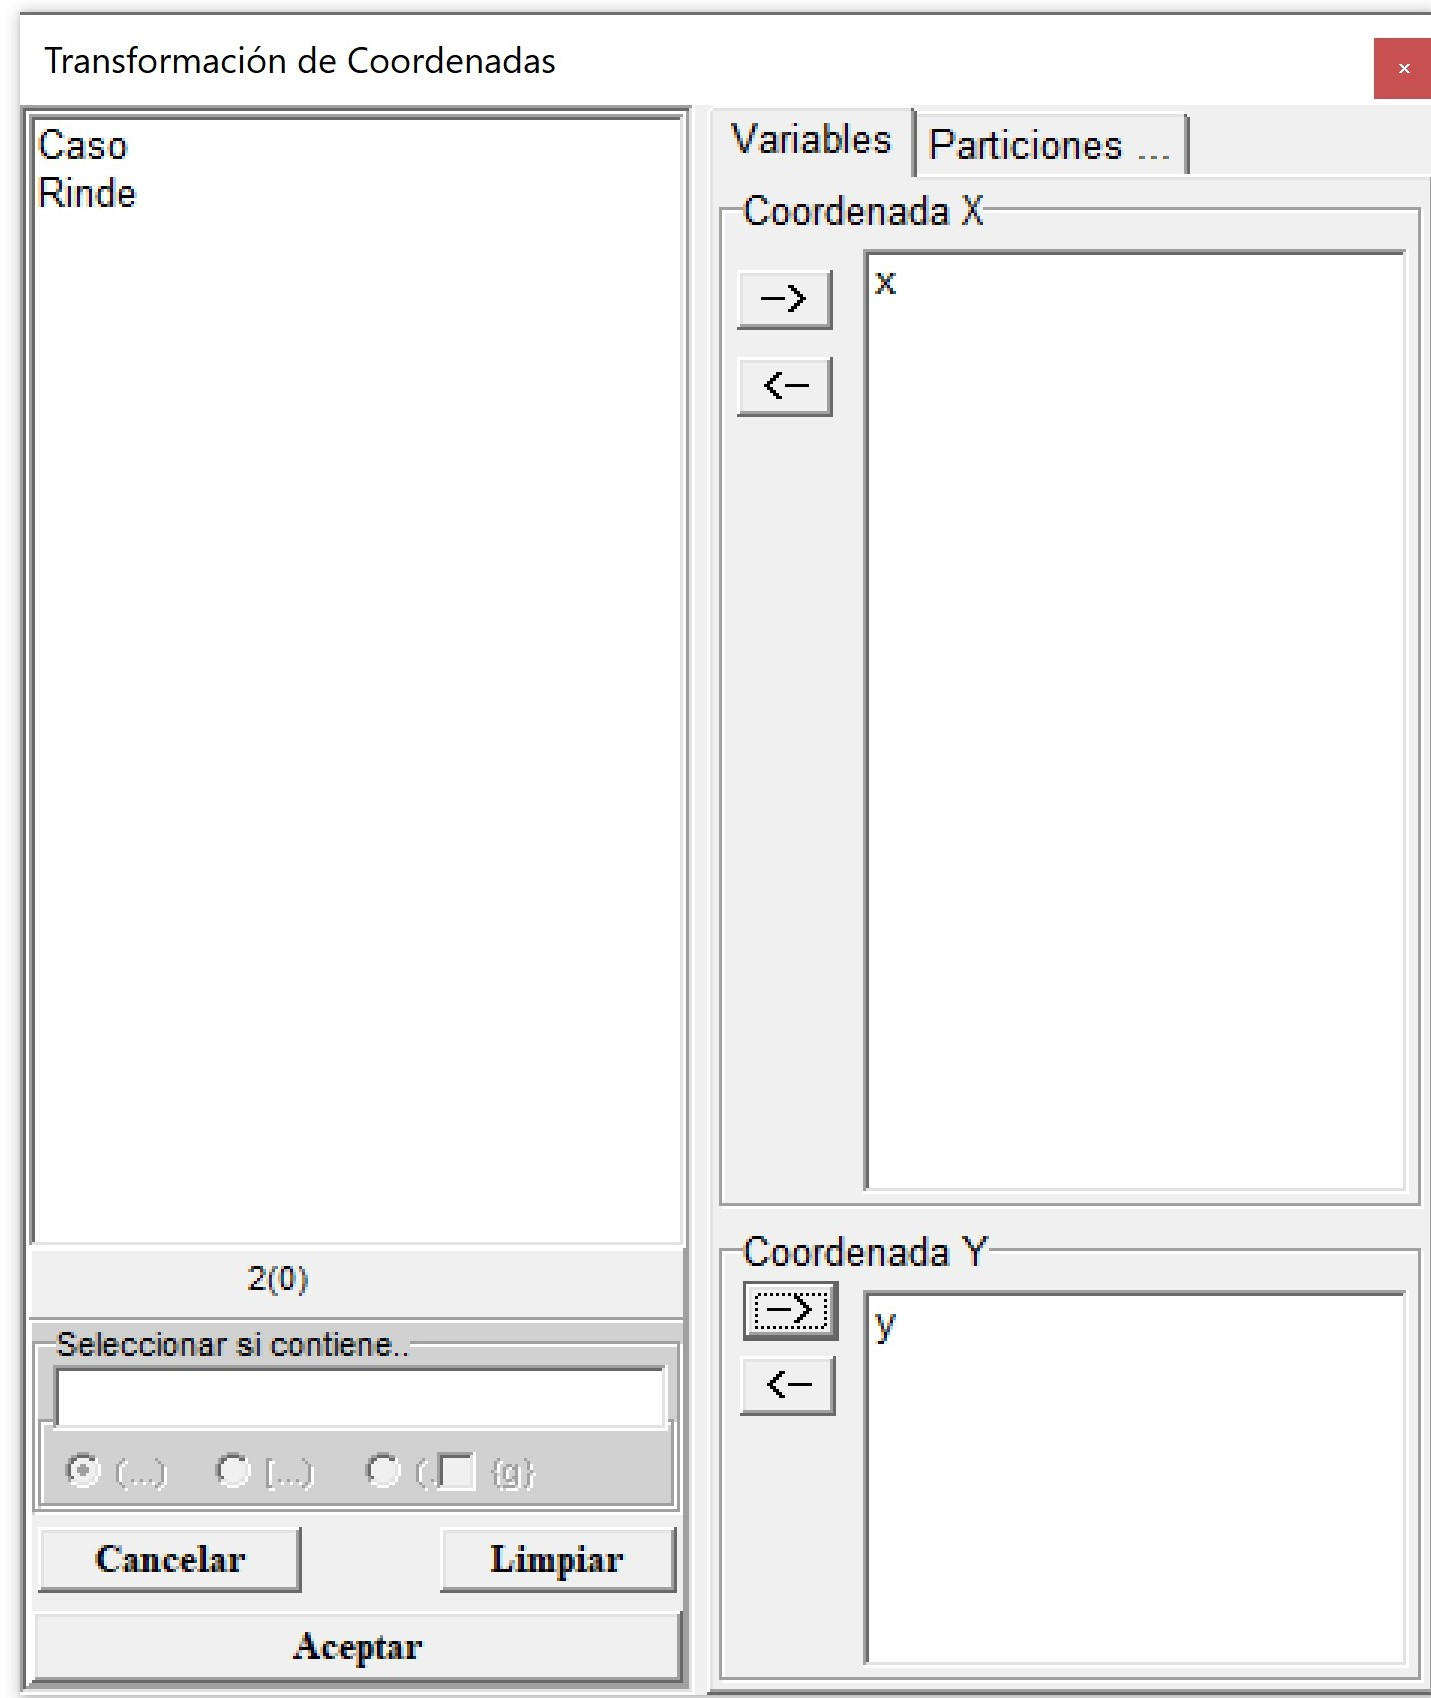 Transformación de Coordenadas
x
Caso
Rinde
2(0)
Seleccionar si contiene..
(...) [...) (. {g}
Cancelar Limpiar
Aceptar
Variables Particiones ...
Coordenada X
-->
x
<--
Coordenada Y
-->
y
<--